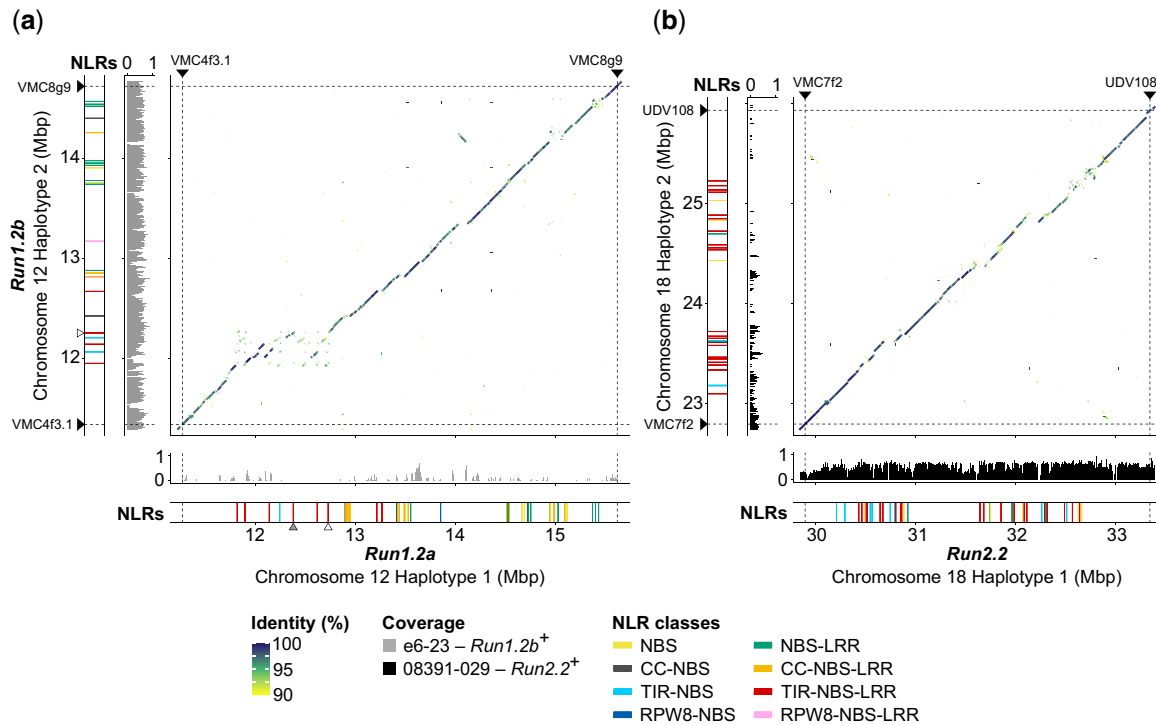 (a)
NLRs
0 1
VMC4f3.1
VMC8g9
VMC8g9
14
13
12
Run1.2b
Chromosome 12 Haplotype 2 (Mbp)
VMC4f3.1
1
0
NLRs
12 13 14 15
Run1.2a
Chromosome 12 Haplotype 1 (Mbp)
(b)
NLRs
0 1
VMC7f2
UDV108
UDV108
25
24
23
Chromosome 18 Haplotype 2 (Mbp)
VMC7f2
1
0
NLRs
30 31 32 33
Run2.2
Chromosome 18 Haplotype 1 (Mbp)
Identity (%)
100
95
90
Coverage
e6-23 – Run1.2b+
08391-029 – Run2.2+
NLR classes
NBS
CC-NBS
TIR-NBS
RPW8-NBS
NBS-LRR
CC-NBS-LRR
TIR-NBS-LRR
RPW8-NBS-LRR